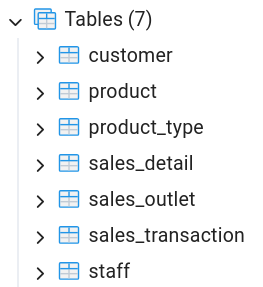 Tables (7)
customer
product
product_type
sales_detail
sales_outlet
sales_transaction
staff